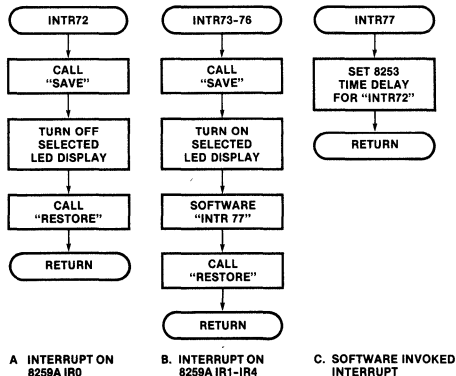 INTR72
CALL
"SAVE"
TURN OFF
SELECTED
LED DISPLAY
CALL
"RESTORE"
RETURN
A INTERRUPT ON
8259A IR0
INTR73-76
CALL
"SAVE"
TURN ON
SELECTED
LED DISPLAY
SOFTWARE
"INTR 77"
CALL
"RESTORE"
RETURN
B. INTERRUPT ON
8259A IR1-IR4
INTR77
SET 8253
TIME DELAY
FOR "INTR72"
RETURN
C. SOFTWARE INVOKED
INTERRUPT